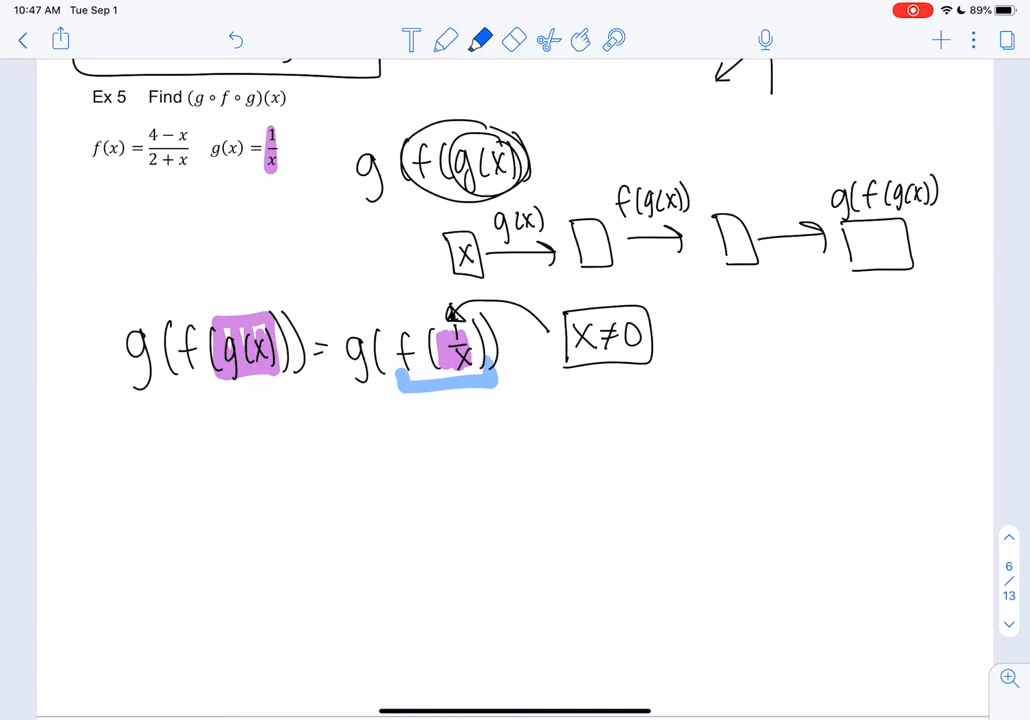 10:47 AM Tue Sep 1 89%
T
Ex 5 Find (g ∘ f ∘ g)(x)
f(x) = (4 − x)/(2 + x) g(x) = 1/x
g (f(g(x)))
x g(x) f(g(x)) g(f(g(x))
g(f(g(x))) = g(f(1/x)) x≠0
6
/
13